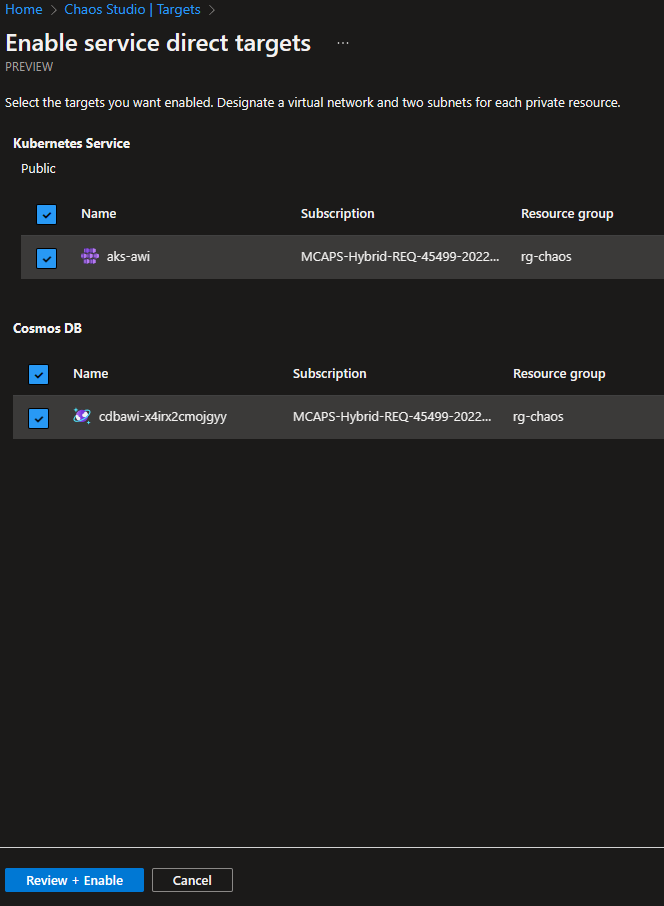 Home > Chaos Studio | Targets >
Enable service direct targets ...
PREVIEW
Select the targets you want enabled. Designate a virtual network and two subnets for each private resource.
Kubernetes Service
Public
Name Subscription Resource group
aks-awi MCAPS-Hybrid-REQ-45499-2022... rg-chaos
Cosmos DB
Name Subscription Resource group
cdbawi-x4irx2cmojgyy MCAPS-Hybrid-REQ-45499-2022... rg-chaos
Review + Enable Cancel